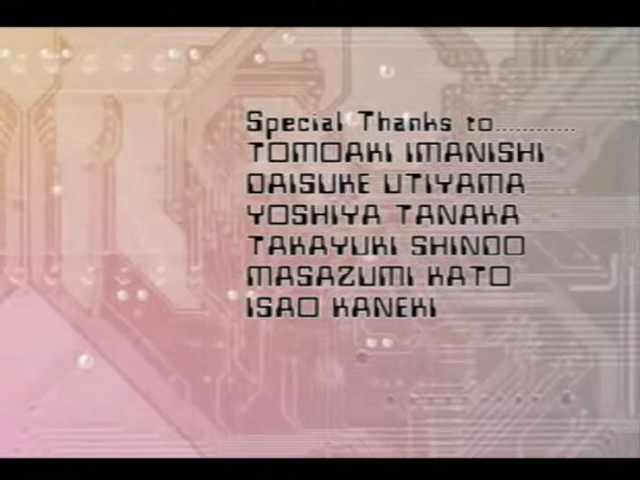 Special Thanks to............
TOMOAKI IMANISHI
DAISUKE UTIYAMA
YOSHIYA TANAKA
TAKAYUKI SHINDO
MASAZUMI KATO
ISAO KANEKI